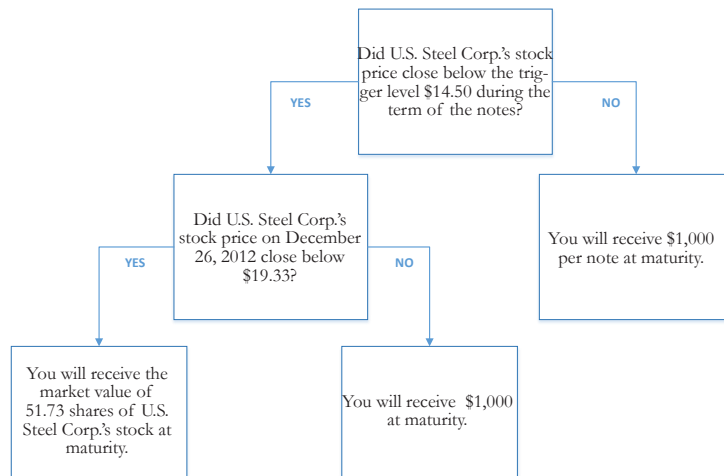 Did U.S. Steel Corp.'s stock
price close below the trig-
ger level $14.50 during the
term of the notes?
YES
NO
Did U.S. Steel Corp.'s
stock price on December
26, 2012 close below
$19.33?
You will receive $1,000
per note at maturity.
YES
NO
You will receive the
market value of
51.73 shares of U.S.
Steel Corp.'s stock at
maturity.
You will receive  $1,000
at maturity.